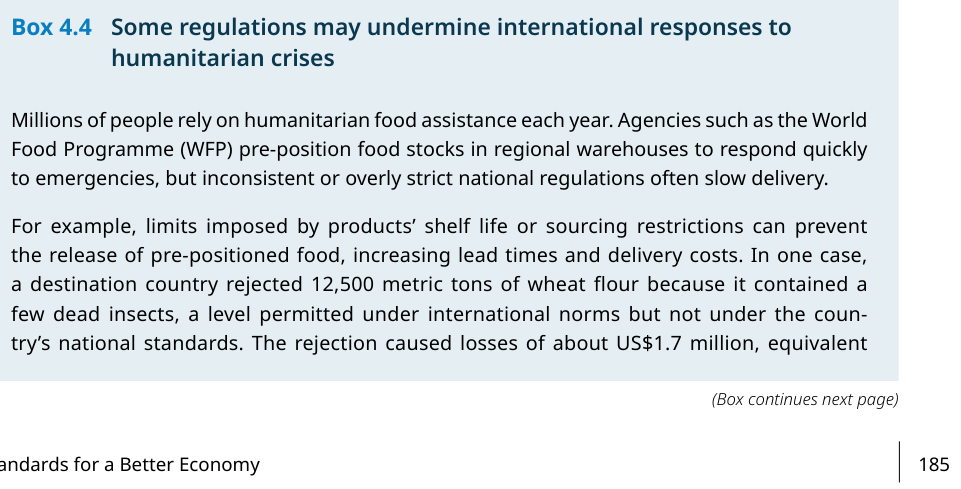 Box 4.4 Some regulations may undermine international responses to
humanitarian crises
Millions of people rely on humanitarian food assistance each year. Agencies such as the World
Food Programme (WFP) pre-position food stocks in regional warehouses to respond quickly
to emergencies, but inconsistent or overly strict national regulations often slow delivery.
For example, limits imposed by products’ shelf life or sourcing restrictions can prevent
the release of pre-positioned food, increasing lead times and delivery costs. In one case,
a destination country rejected 12,500 metric tons of wheat flour because it contained a
few dead insects, a level permitted under international norms but not under the coun-
try’s national standards. The rejection caused losses of about US$1.7 million, equivalent
(Box continues next page)
andards for a Better Economy 185